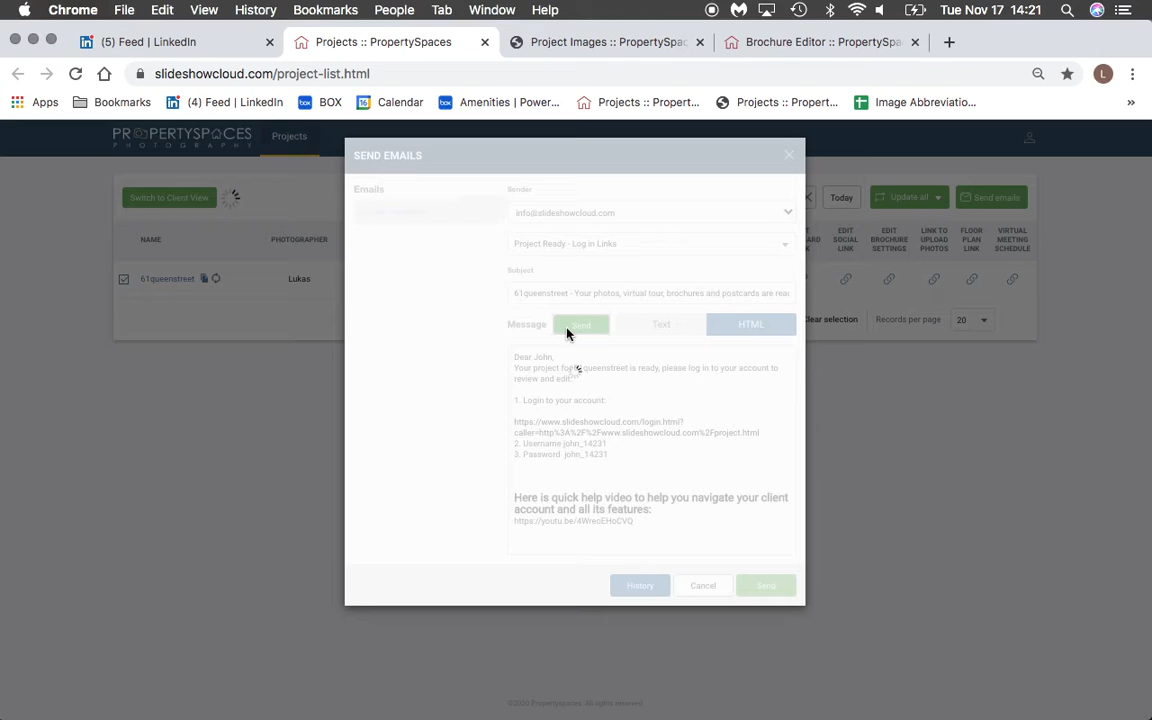 Chrome File Edit View History Bookmarks People Tab Window Help Tue Nov 17 14:21
(5) Feed | LinkedIn Projects :: PropertySpaces Project Images :: PropertySpac Brochure Editor :: PropertySpa
slideshowcloud.com/project-list.html L
Apps Bookmarks (4) Feed | LinkedIn BOX 16 Calendar Amenities | Power... Projects :: Propert... Projects :: Propert... Image Abbreviatio... »
PROPERTYSPACES
PHOTOGRAPHY
Projects
SEND EMAILS
Switch to Client View
Today
Update all
Send emails
Emails
Sender
info@slideshowcloud.com
NAME
PHOTOGRAPHER
EDIT
SOCIAL
LINK
EDIT
BROCHURE
SETTINGS
LINK TO
UPLOAD
PHOTOS
FLOOR
PLAN
LINK
VIRTUAL
MEETING
SCHEDULE
Project Ready - Log in Links
Subject
61queenstreet
Lukas
61queenstreet - Your photos, virtual tour, brochures and postcards are rea
Message Send Text HTML
Clear selection
Records per page 20
Dear John,
Your project for queenstreet is ready, please log in to your account to
review and edit.
1. Login to your account:
https://www.slideshowcloud.com/login.html?
caller=http%3A%2F%2Fwww.slideshowcloud.com%2Fproject.html
2. Username john_14231
3. Password john_14231
Here is quick help video to help you navigate your client
account and all its features:
https://youtu.be/4WreoEHoCVQ
History Cancel Send
©2020 Propertyspaces. All rights reserved